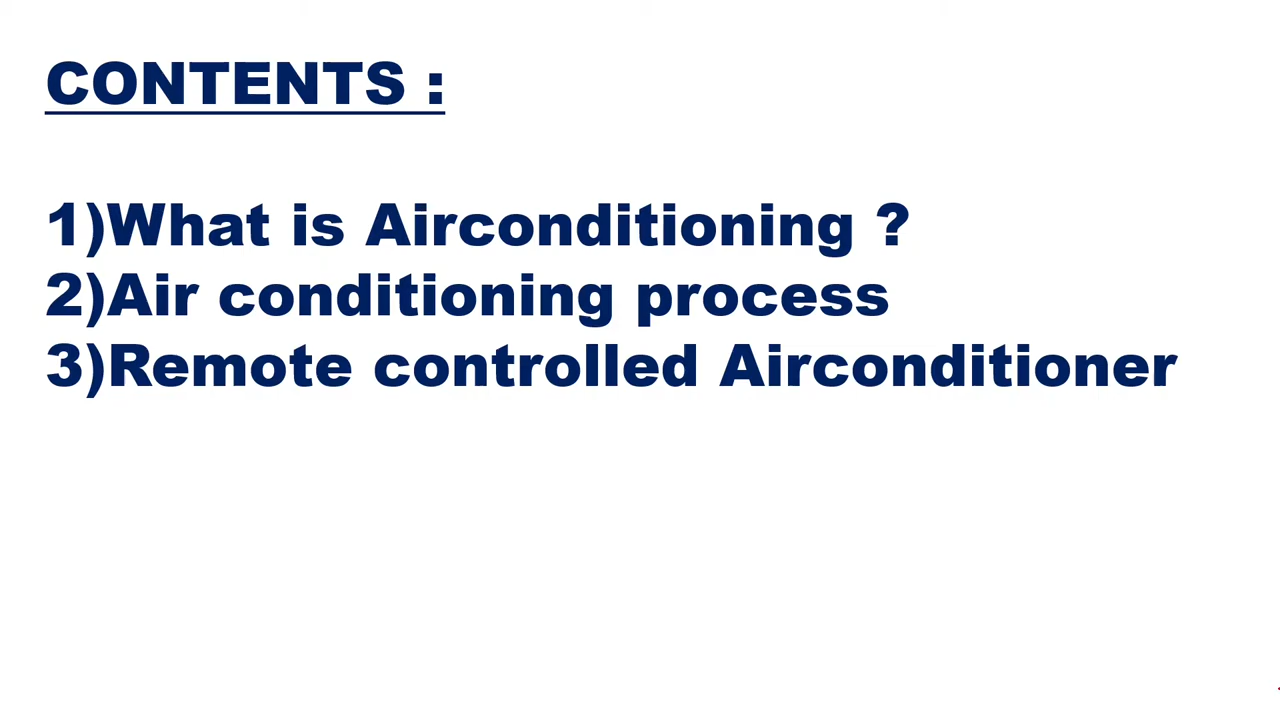 CONTENTS :
1)What is Airconditioning ?
2)Air conditioning process
3)Remote controlled Airconditioner